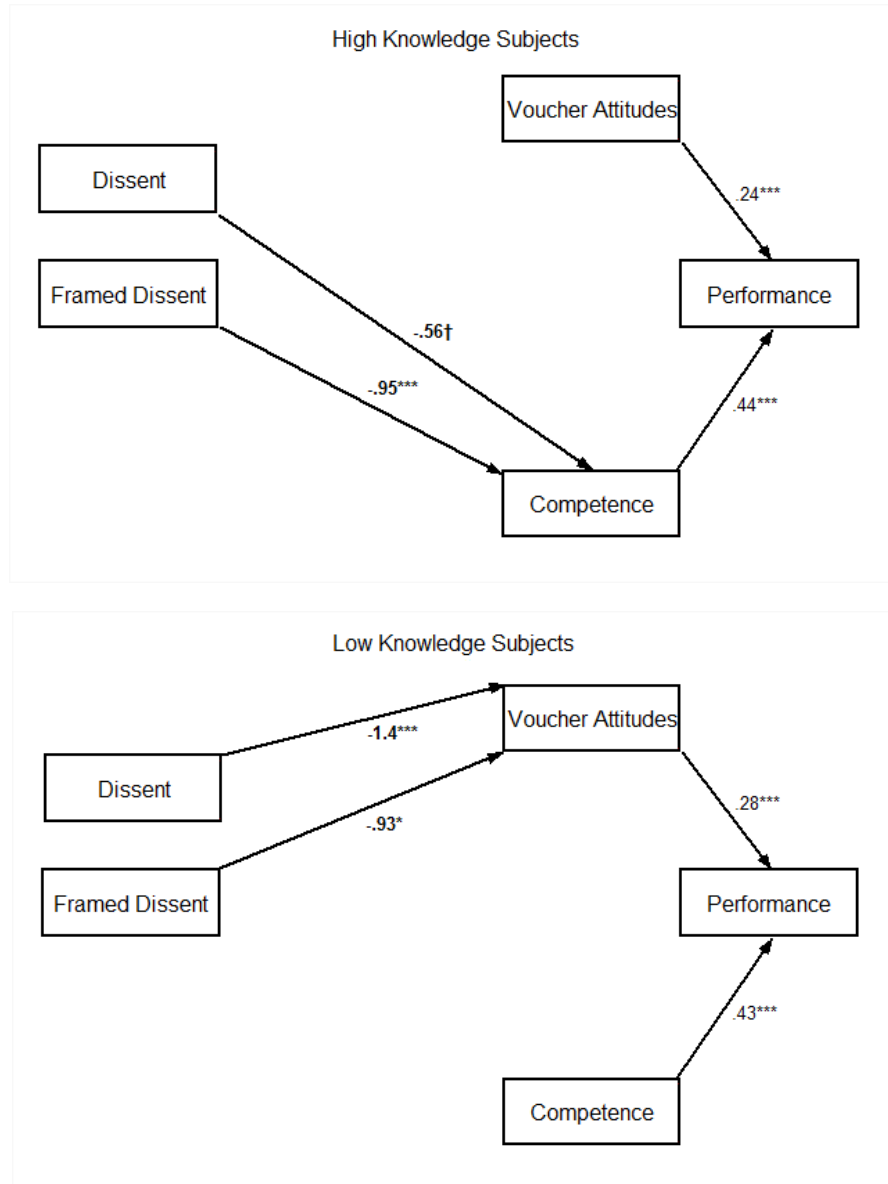 High Knowledge Subjects
Voucher Attitudes
Dissent
.24***
Framed Dissent
Performance
-.56†
-.95***
.44***
Competence
Low Knowledge Subjects
Voucher Attitudes
-1.4***
Dissent
.28***
-.93*
Framed Dissent
Performance
.43***
Competence